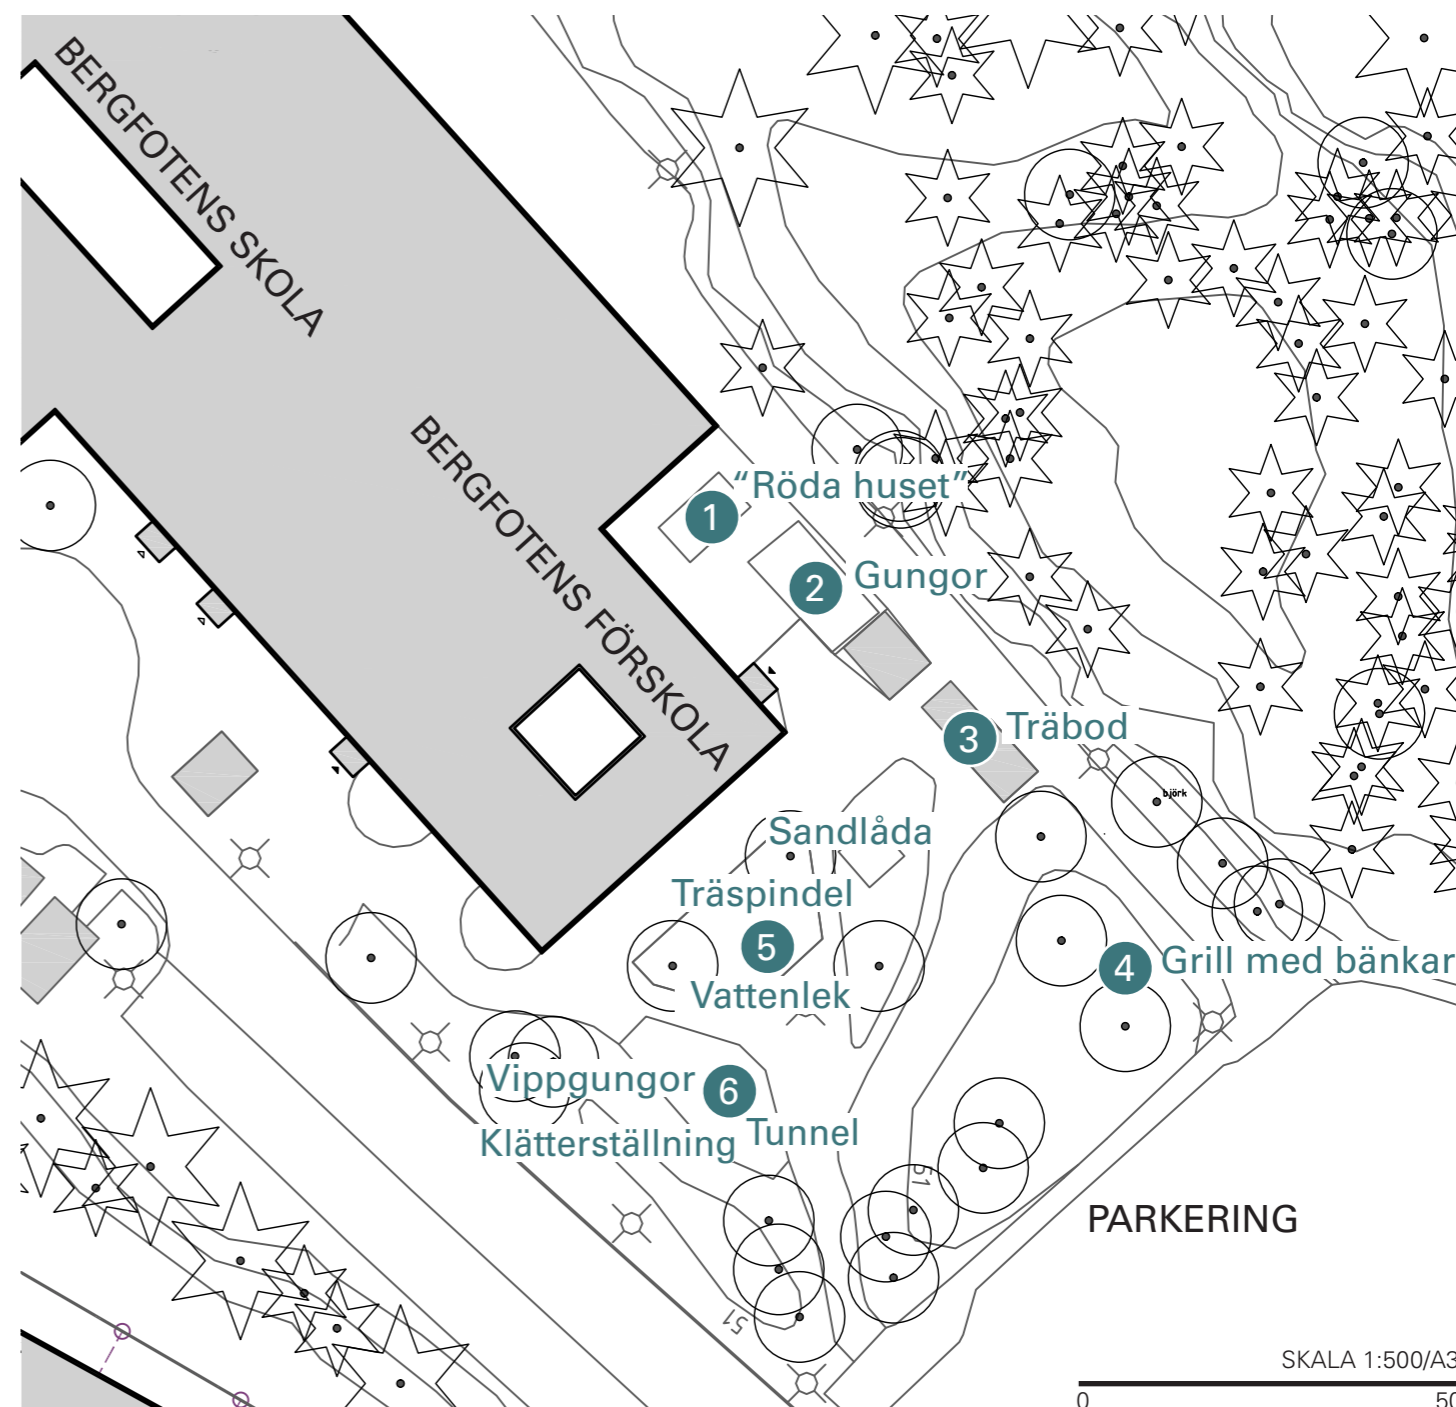 BERGFOTENS SKOLA
BERGFOTENS FÖRSKOLA
1 "Röda huset"
2 Gungor
3 Träbod
björk
Sandlåda
Träspindel
5
Vattenlek
4 Grill med bänkar
Vippgungor 6
Klätterställning Tunnel
51
PARKERING
51
SKALA 1:500/A3
0 50